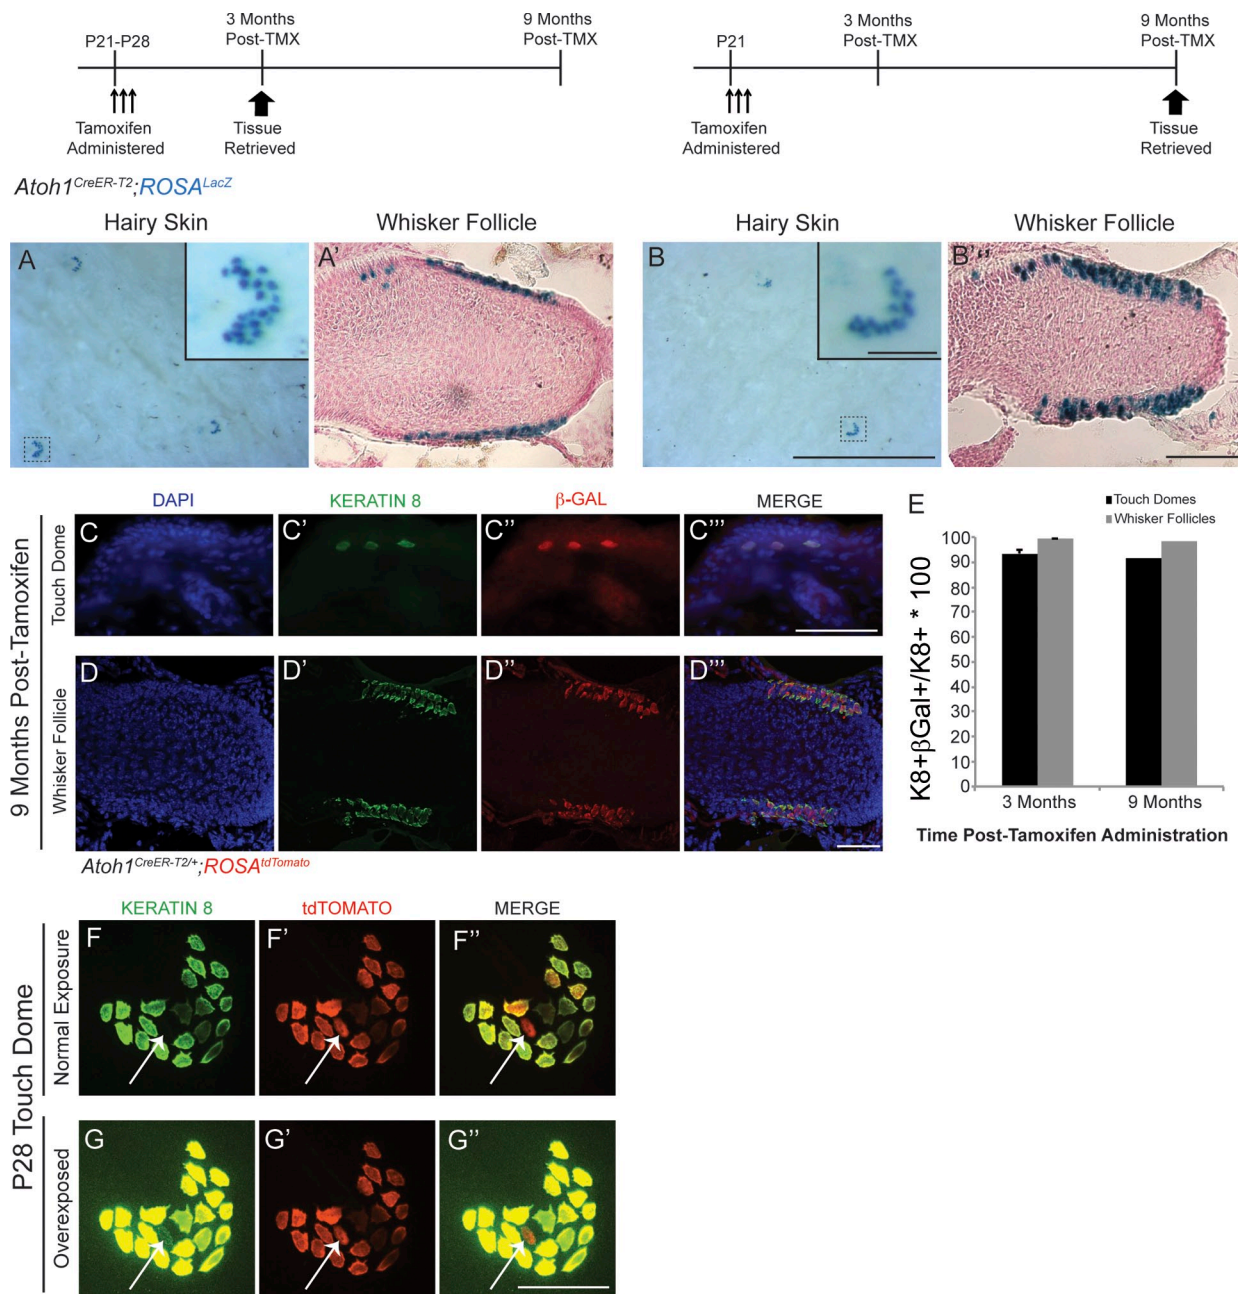 P21-P28
3 Months
Post-TMX
9 Months
Post-TMX
Tamoxifen
Administered
Tissue
Retrieved
P21
3 Months
Post-TMX
9 Months
Post-TMX
Tamoxifen
Administered
Tissue
Retrieved
Atoh1CreER-T2;ROSALacZ
Hairy Skin
Whisker Follicle
Hairy Skin
Whisker Follicle
A
A'
B
B'
DAPI
KERATIN 8
β-GAL
MERGE
9 Months Post-Tamoxifen
Touch Dome
C
C'
C''
C'''
Whisker Follicle
D
D'
D''
D'''
E
Touch Domes
Whisker Follicles
K8+βGal+/K8+ * 100
100
90
80
70
60
50
40
30
20
10
0
3 Months
9 Months
Time Post-Tamoxifen Administration
Atoh1CreER-T2/+;ROSAtdTomato
KERATIN 8
tdTOMATO
MERGE
P28 Touch Dome
Normal Exposure
F
F'
F''
Overexposed
G
G'
G''